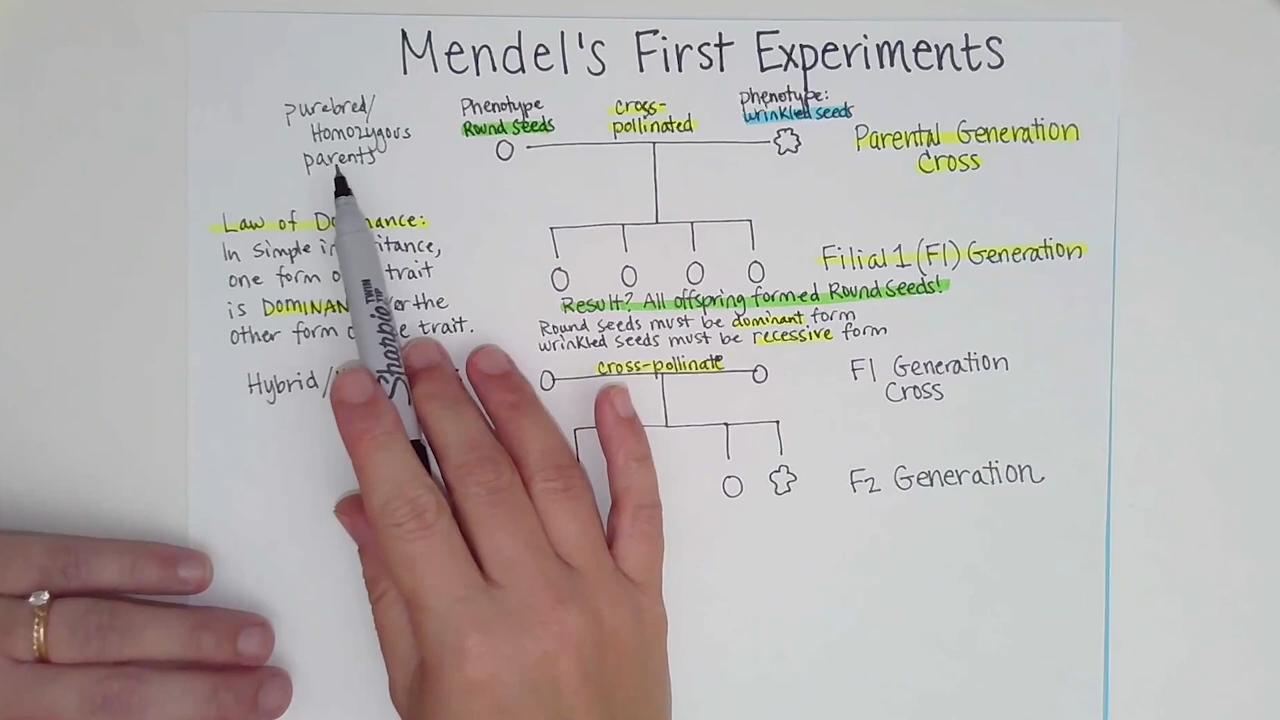 Mendel's First Experiments
purebred/
Homozygous
parents
Phenotype
Round seeds
cross-
pollinated
phenotype:
wrinkled seeds
Parental Generation
Cross
Law of
In simple
one form
trait
is
the
other form
trait.
Filial 1 (F1) Generation
Result? All offspring formed Round Seeds!
Round seeds must be dominant form
wrinkled seeds must be recessive form
Hybrid/
cross-pollinate
F1 Generation
Cross
F2 Generation
Sharpie
TWIN
TIP